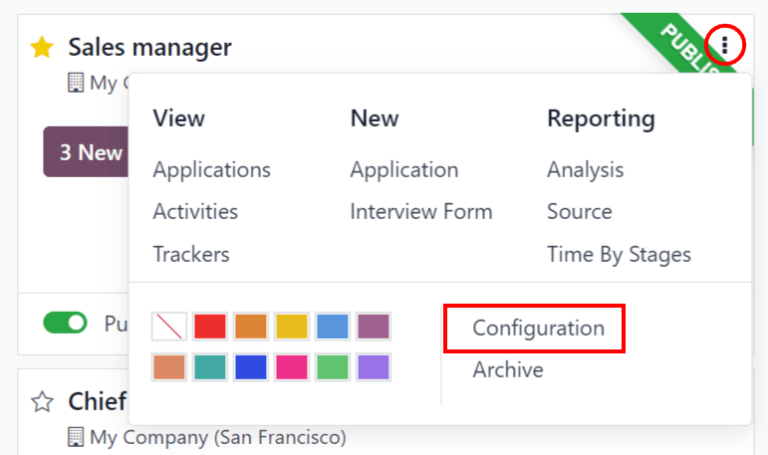 Sales manager
PUBLIS
My C
View
New
Reporting
3 New
Applications
Application
Analysis
Activities
Interview Form
Source
Trackers
Time By Stages
Pu
Configuration
Archive
Chief
My Company (San Francisco)